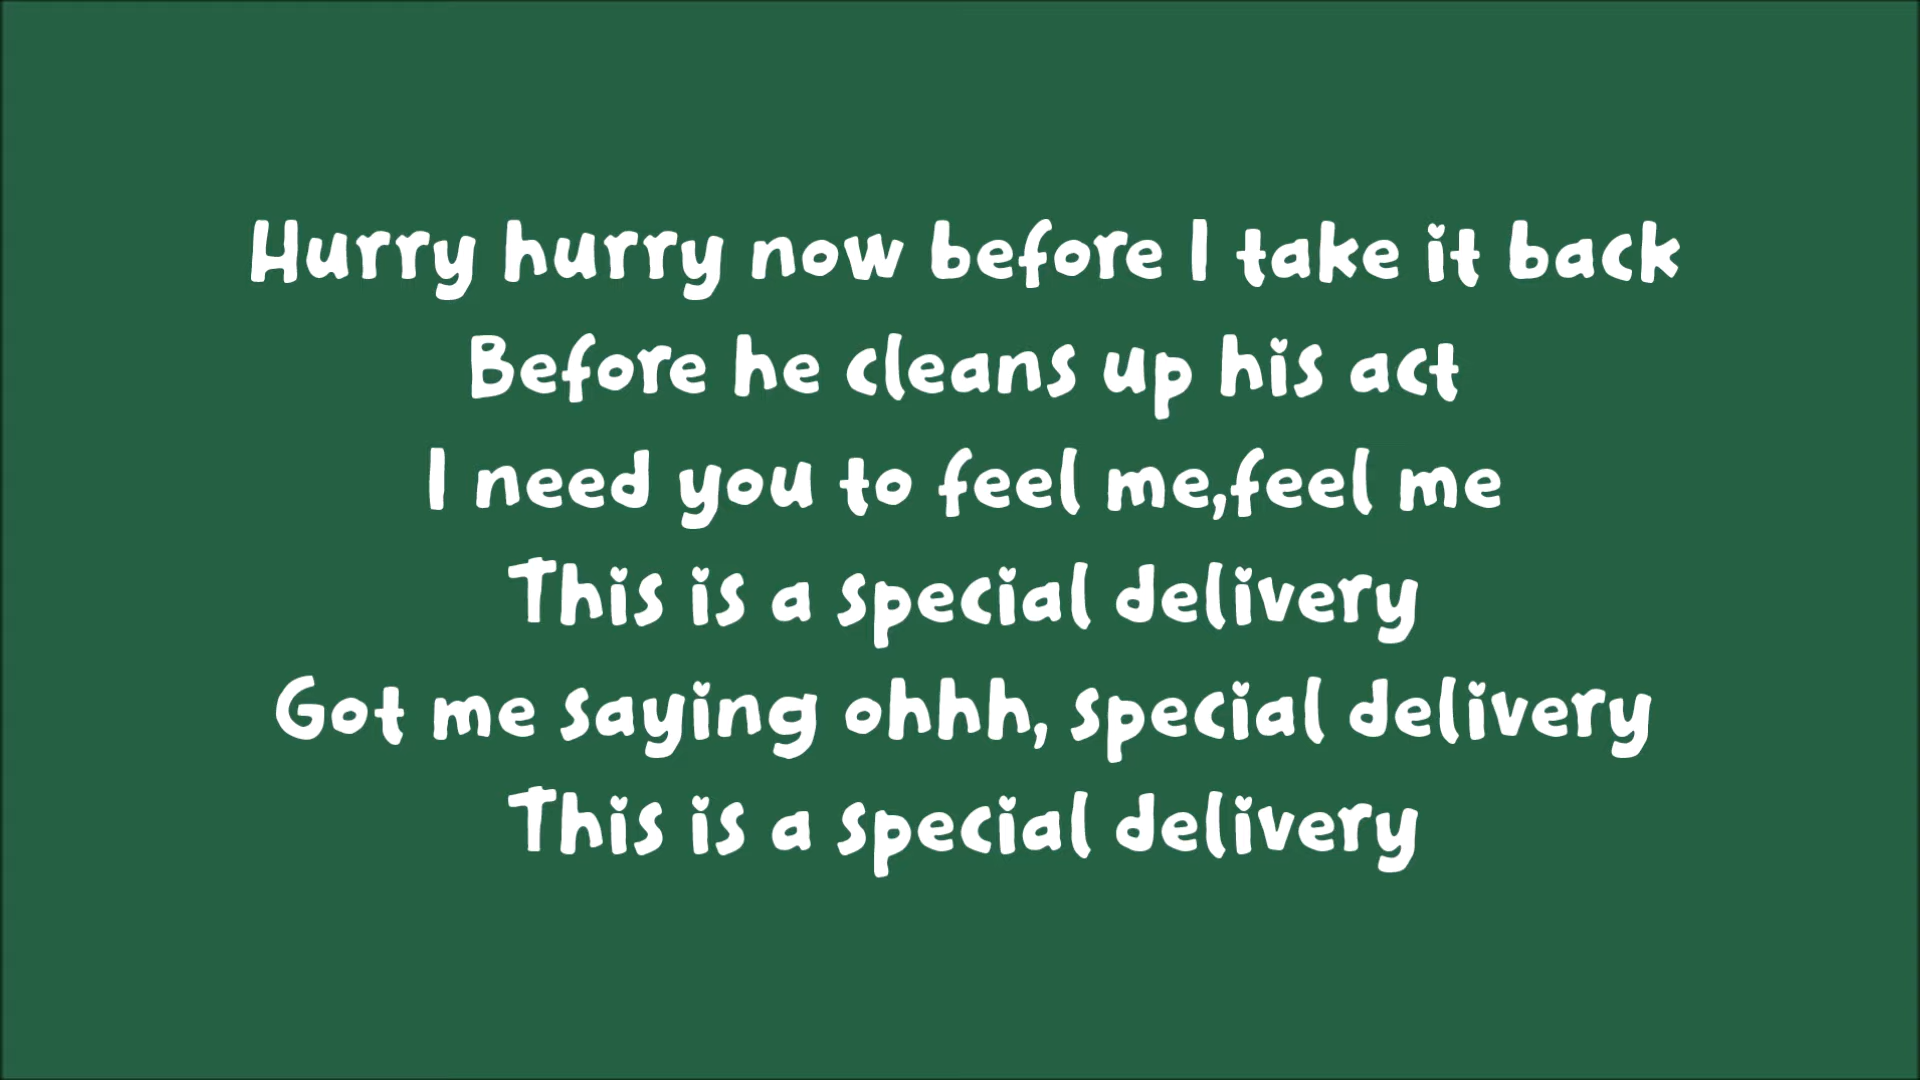 Hurry hurry now before I take it back
Before he cleans up his act
I need you to feel me,feel me
This is a special delivery
Got me saying ohhh, special delivery
This is a special delivery